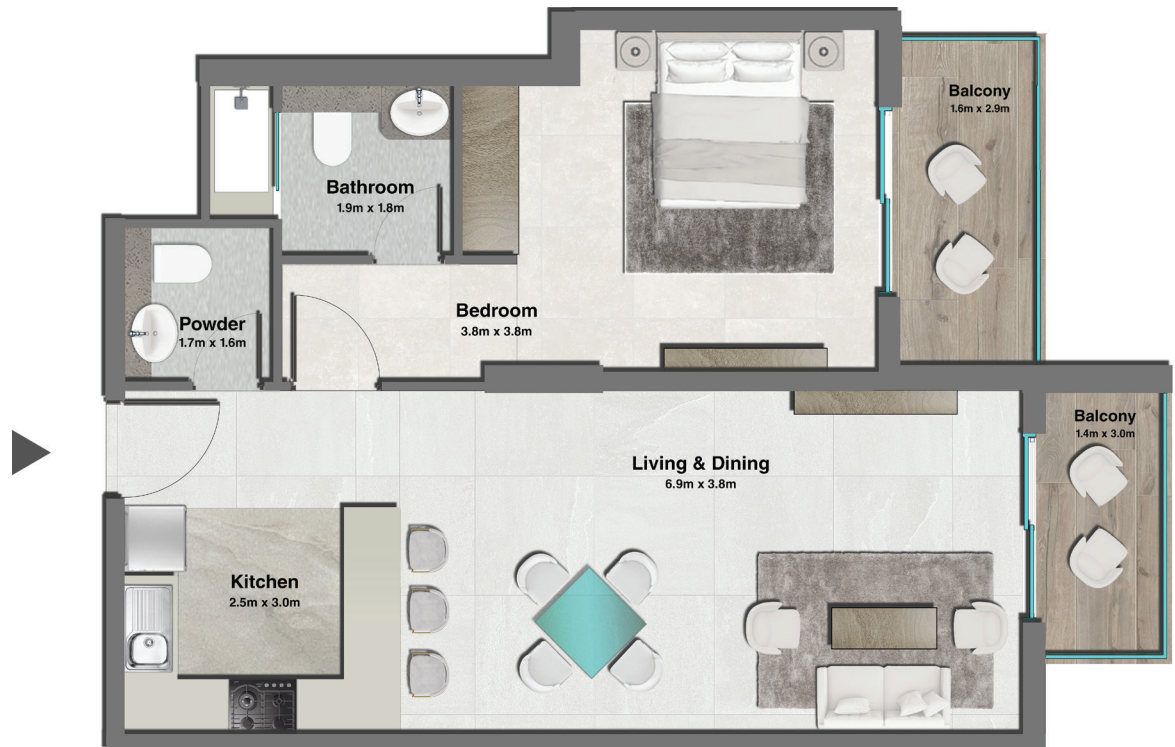 Balcony
1.6m x 2.9m
Bathroom
1.9m x 1.8m
Bedroom
3.8m x 3.8m
Powder
1.7m x 1.6m
Balcony
1.4m x 3.0m
Living & Dining
6.9m x 3.8m
Kitchen
2.5m x 3.0m